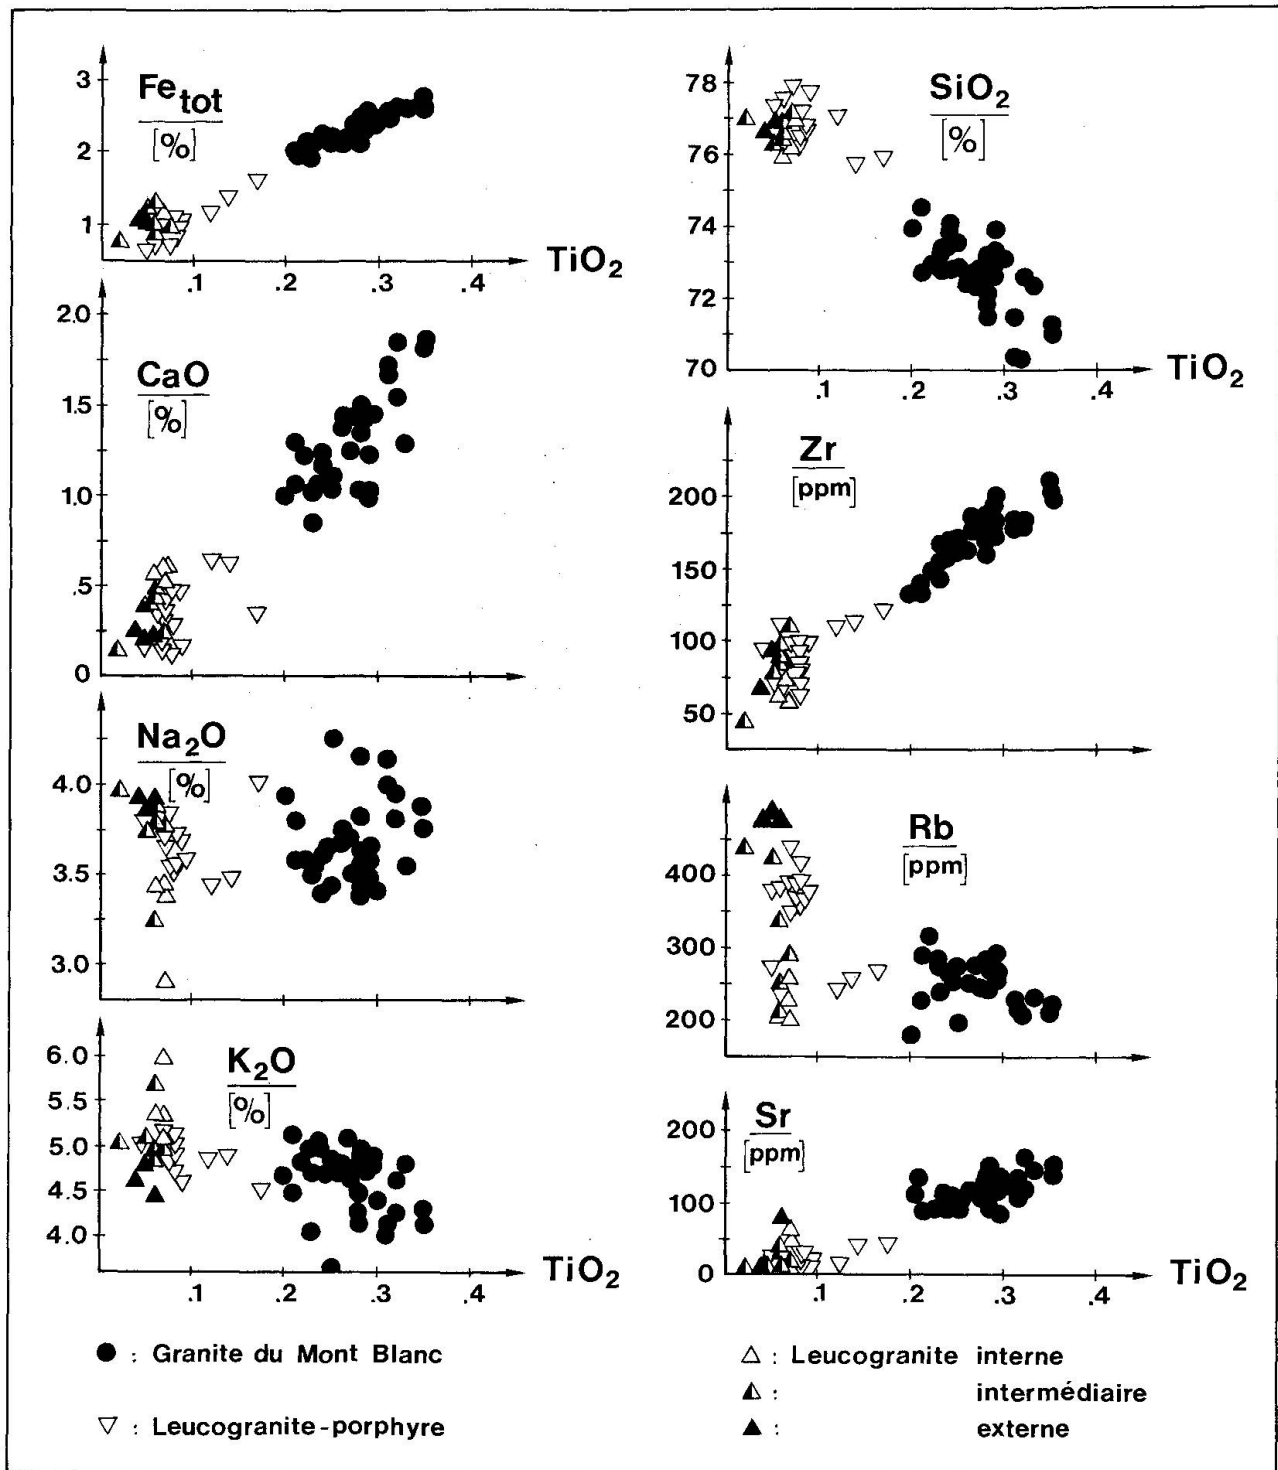 Fe_tot
[%]
3
2
1
.1 .2 .3 .4
TiO₂
2.0
1.5
1.0
.5
0
CaO
[%]
4.0
3.5
3.0
Na₂O
[%]
6.0
5.5
5.0
4.5
4.0
K₂O
[%]
.1 .2 .3 .4
TiO₂
78
76
74
72
70
SiO₂
[%]
.1 .2 .3 .4
TiO₂
200
150
100
50
Zr
[ppm]
400
300
200
Rb
[ppm]
200
100
0
Sr
[ppm]
.1 .2 .3 .4
TiO₂
: Granite du Mont Blanc
: Leucogranite-porphyre
: Leucogranite interne
: intermédiaire
: externe